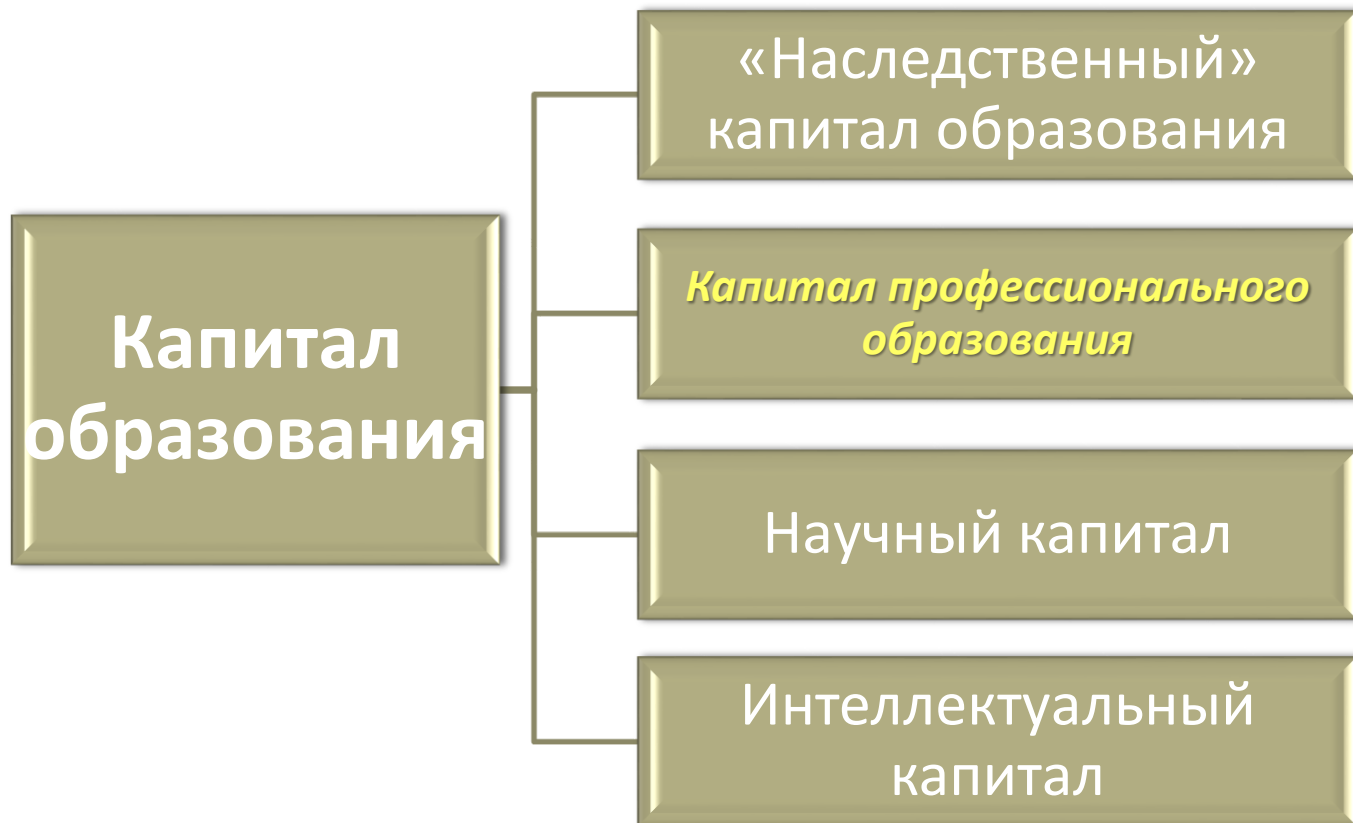 «Наследственный»
капитал образования
Капитал профессионального
образования
Капитал
образования
Научный капитал
Интеллектуальный
капитал